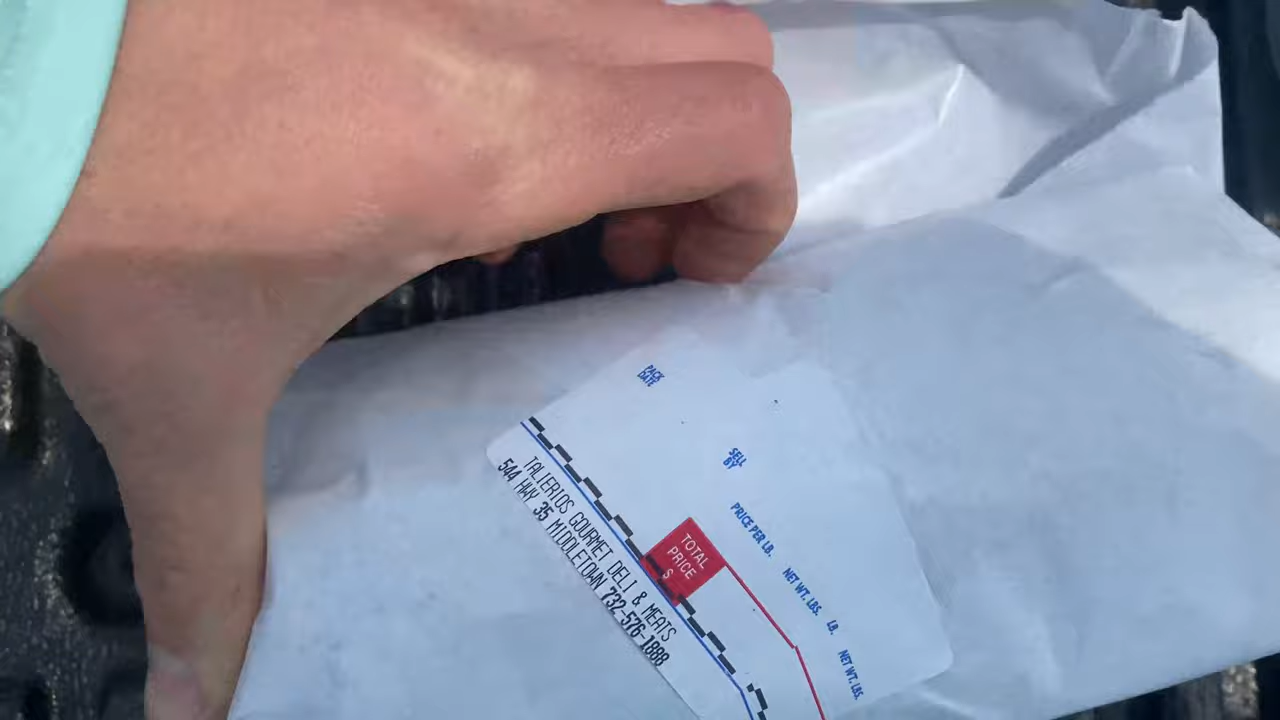 PACK
DATE
SELL
BY
PRICE PER LB.
NET WT. LBS.
LB.
NET WT. LBS.
TOTAL
PRICE
$
TALIERIOS GOURMET DELI & MEATS
544 HWY 35 MIDDLETOWN 732-576-1888